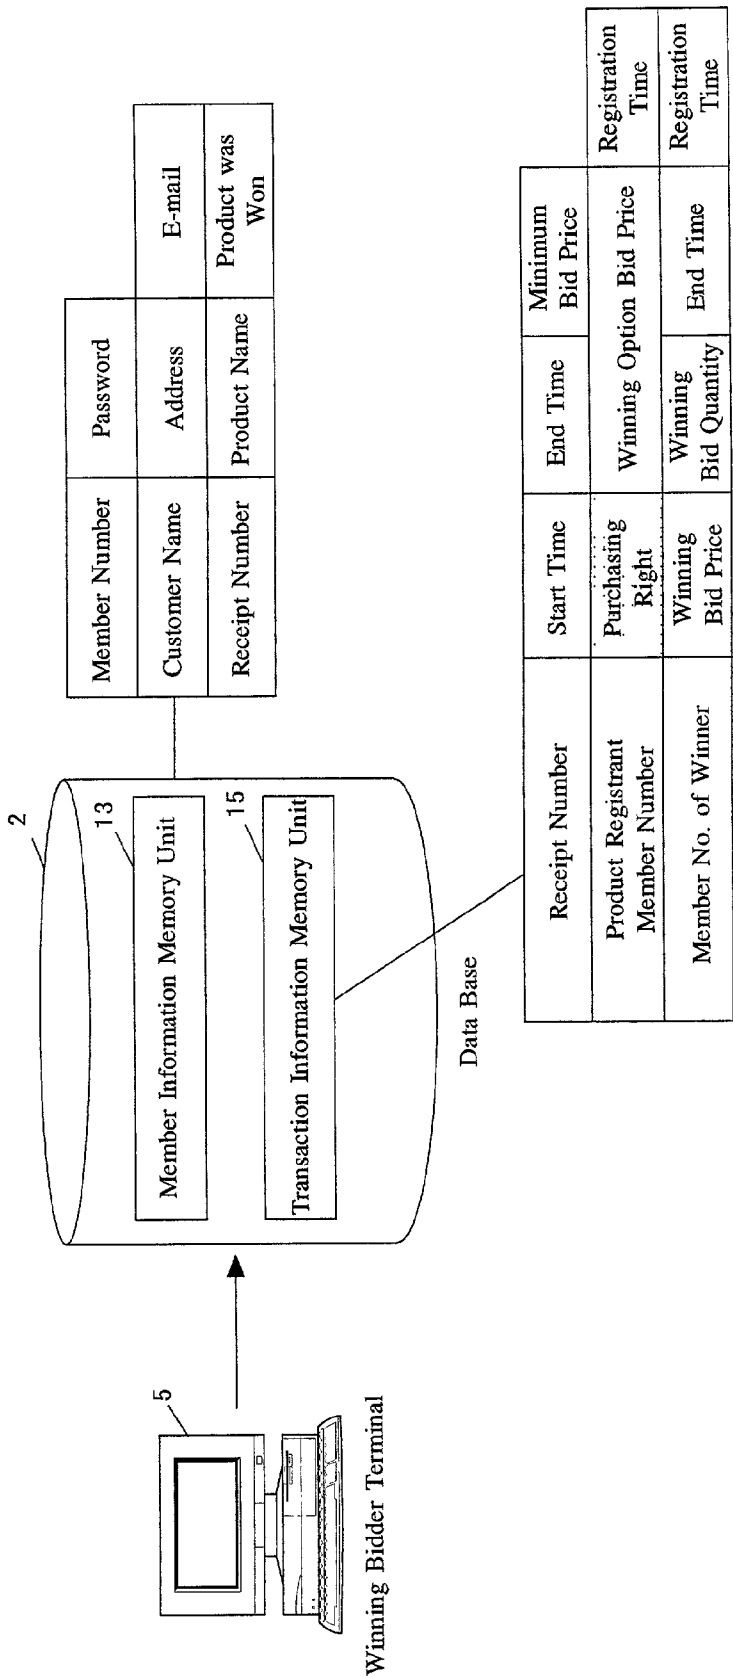 2
13
Member Information Memory Unit
15
Transaction Information Memory Unit
Data Base
5
Winning Bidder Terminal
Member Number
Password
Customer Name
Address
E-mail
Receipt Number
Product Name
Product was
Won
Receipt Number
Start Time
End Time
Minimum
Bid Price
Product Registrant
Member Number
Purchasing
Right
Winning Option Bid Price
Registration
Time
Member No. of Winner
Winning
Bid Price
Winning
Bid Quantity
End Time
Registration
Time